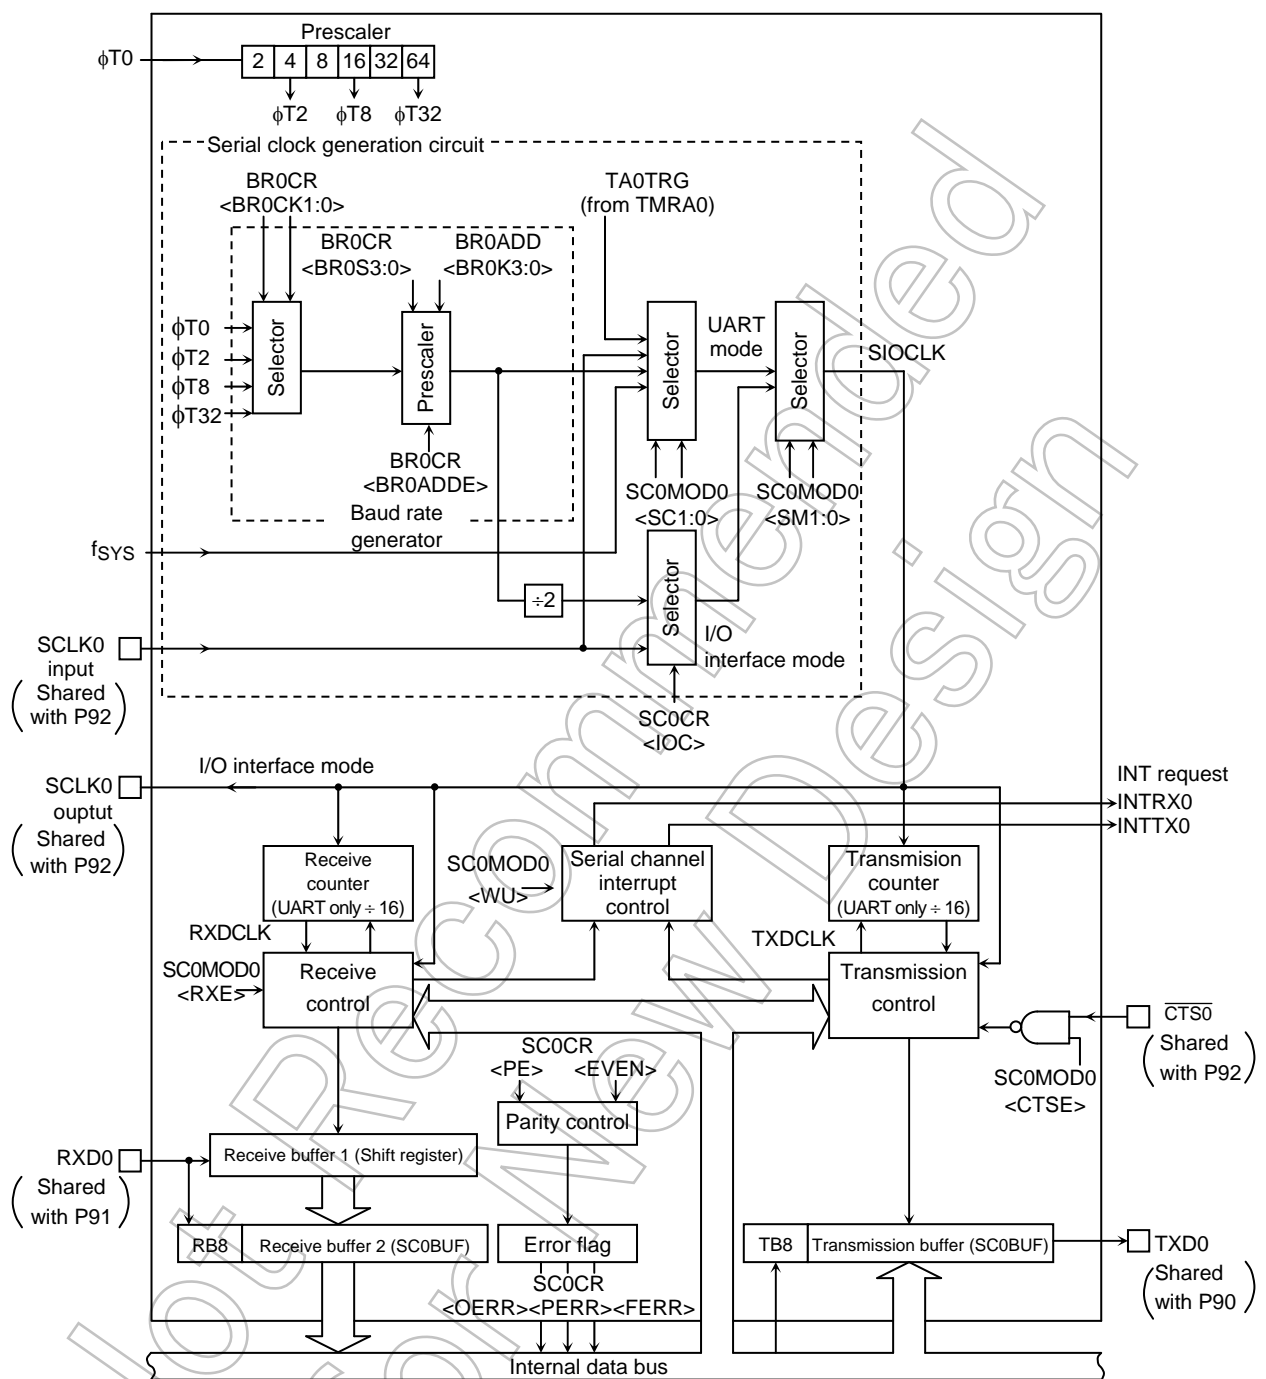 Prescaler
ϕT0
2 4 8 16 32 64
ϕT2 ϕT8 ϕT32
Serial clock generation circuit
BR0CR
<BR0CK1:0>
TA0TRG
(from TMRA0)
BR0CR
<BR0S3:0>
BR0ADD
<BR0K3:0>
ϕT0
ϕT2
ϕT8
ϕT32
Selector
Prescaler
Selector
UART
mode
Selector
SIOCLK
BR0CR
<BR0ADDE>
SC0MOD0
<SC1:0>
SC0MOD0
<SM1:0>
Baud rate
generator
fSYS
÷2
Selector
I/O
interface mode
SCLK0
input
(Shared
with P92)
SC0CR
<IOC>
SCLK0
ouptut
(Shared
with P92)
I/O interface mode
INT request
INTRX0
INTTX0
Receive
counter
(UART only ÷ 16)
SC0MOD0
<WU>
Serial channel
interrupt
control
Transmision
counter
(UART only ÷ 16)
RXDCLK
TXDCLK
SC0MOD0
<RXE>
Receive
control
Transmission
control
CTS0
(Shared
with P92)
SC0MOD0
<CTSE>
SC0CR
<PE> <EVEN>
Parity control
RXD0
(Shared
with P91)
Receive buffer 1 (Shift register)
RB8 Receive buffer 2 (SC0BUF)
Error flag
SC0CR
<OERR><PERR><FERR>
TB8 Transmission buffer (SC0BUF)
TXD0
(Shared
with P90)
Internal data bus
Not Recommended
for New Design